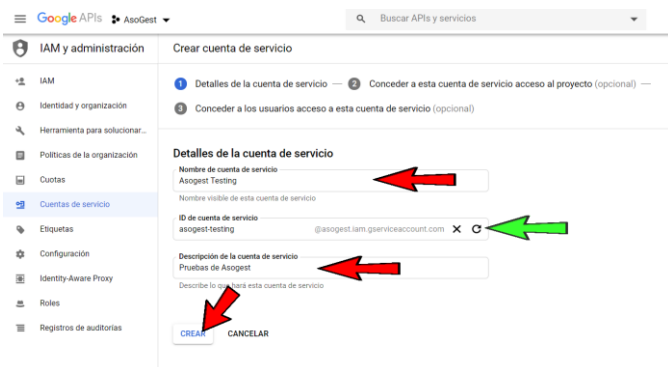 Google APIs AsoGest
Buscar APIs y servicios
IAM y administración
IAM
Identidad y organización
Herramienta para solucionar...
Políticas de la organización
Cuotas
Cuentas de servicio
Etiquetas
Configuración
Identity-Aware Proxy
Roles
Registros de auditorías
Crear cuenta de servicio
1 Detalles de la cuenta de servicio — 2 Conceder a esta cuenta de servicio acceso al proyecto (opcional) —
3 Conceder a los usuarios acceso a esta cuenta de servicio (opcional)
Detalles de la cuenta de servicio
Nombre de cuenta de servicio
Asogest Testing
Nombre visible de esta cuenta de servicio
ID de cuenta de servicio
asogest-testing @asogest.iam.gserviceaccount.com
Descripción de la cuenta de servicio
Pruebas de Asogest
Describe lo que hará esta cuenta de servicio
CREAR CANCELAR